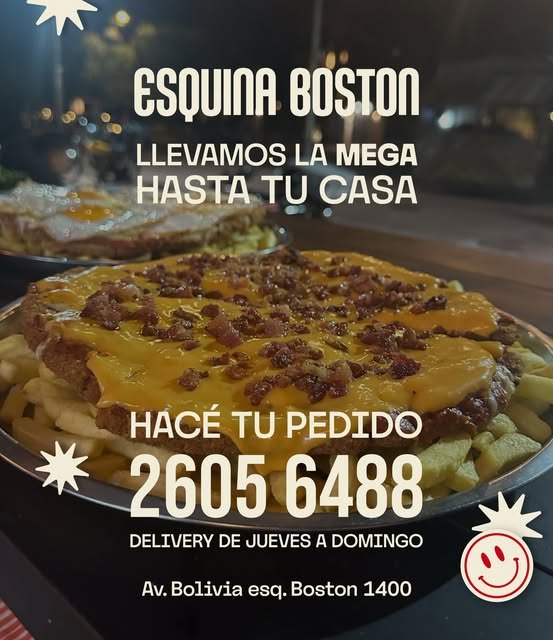 ESQUINA BOSTON
LLEVAMOS LA MEGA
HASTA TU CASA
HACÉ TU PEDIDO
2605 6488
DELIVERY DE JUEVES A DOMINGO
Av. Bolivia esq. Boston 1400